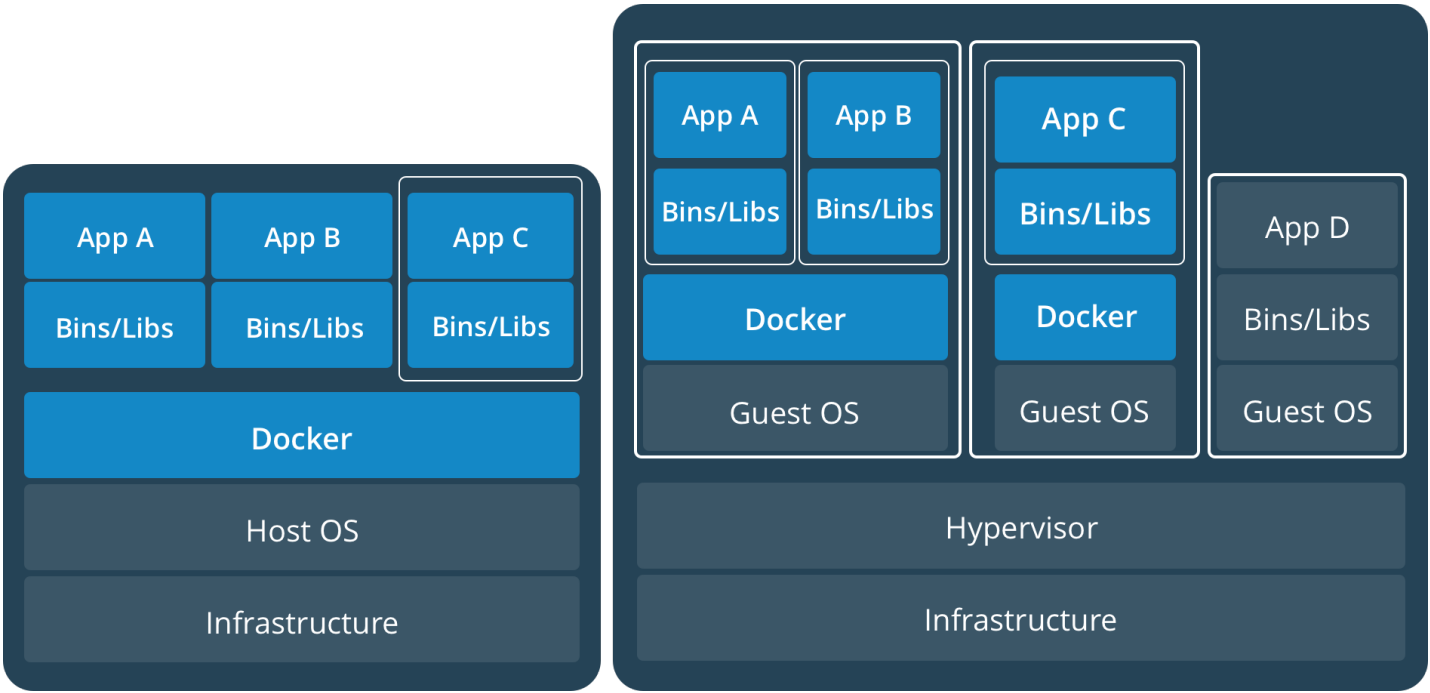 App A
App B
App C
Bins/Libs
Bins/Libs
Bins/Libs
Docker
Host OS
Infrastructure
App A
App B
App C
Bins/Libs
Bins/Libs
Bins/Libs
App D
Docker
Docker
Bins/Libs
Guest OS
Guest OS
Guest OS
Hypervisor
Infrastructure